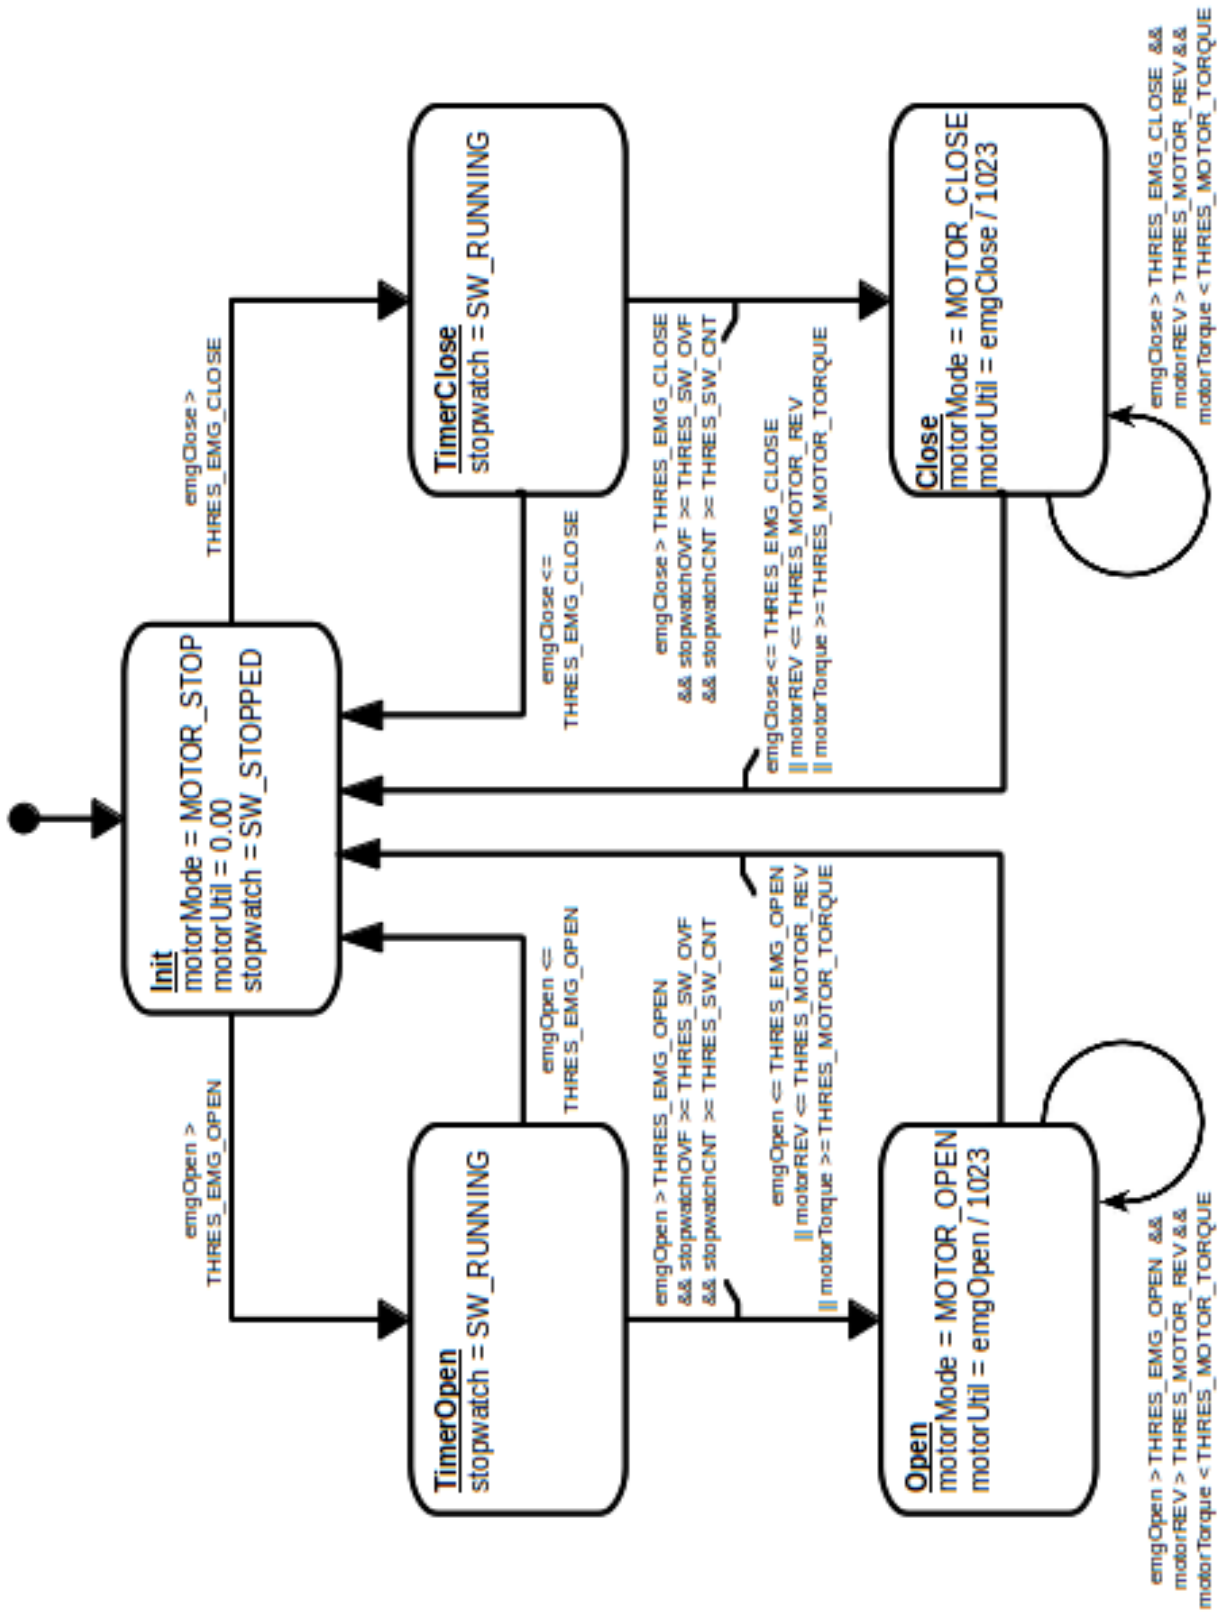 Init
motorMode = MOTOR_STOP
motorUtil = 0.00
stopwatch = SW_STOPPED
emgOpen >
THRES_EMG_OPEN
emgClose >
THRES_EMG_CLOSE
TimerOpen
stopwatch = SW_RUNNING
emgOpen <=
THRES_EMG_OPEN
emgClose <=
THRES_EMG_CLOSE
TimerClose
stopwatch = SW_RUNNING
emgOpen > THRES_EMG_OPEN
&& stopwatchOVF >= THRES_SW_OVF
&& stopwatchCNT >= THRES_SW_CNT
emgClose > THRES_EMG_CLOSE
&& stopwatchOVF >= THRES_SW_OVF
&& stopwatchCNT >= THRES_SW_CNT
emgOpen <= THRES_EMG_OPEN
|| motorREV <= THRES_MOTOR_REV
|| motorTorque >= THRES_MOTOR_TORQUE
emgClose <= THRES_EMG_CLOSE
|| motorREV <= THRES_MOTOR_REV
|| motorTorque >= THRES_MOTOR_TORQUE
Open
motorMode = MOTOR_OPEN
motorUtil = emgOpen / 1023
Close
motorMode = MOTOR_CLOSE
motorUtil = emgClose / 1023
emgOpen > THRES_EMG_OPEN &&
motorREV > THRES_MOTOR_REV &&
motorTorque < THRES_MOTOR_TORQUE
emgClose > THRES_EMG_CLOSE &&
motorREV > THRES_MOTOR_REV &&
motorTorque < THRES_MOTOR_TORQUE